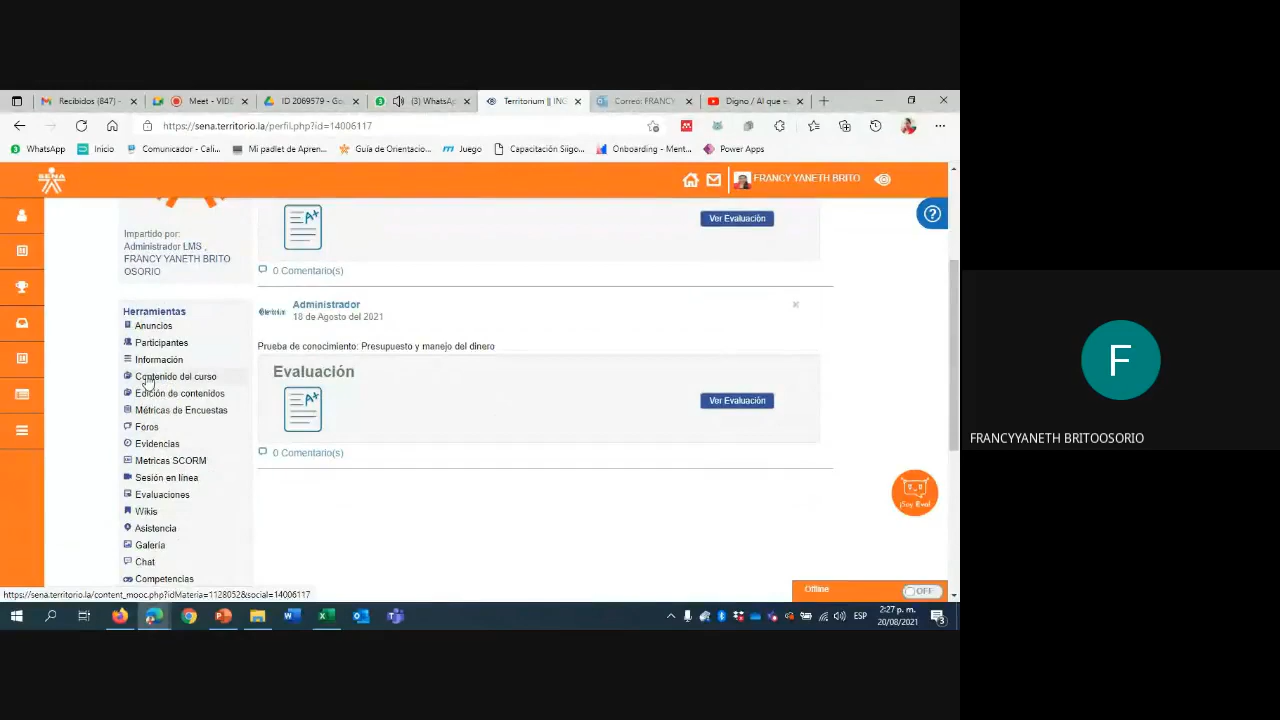 Recibidos (847) -
Meet - VIDE
ID 2069579 - Go
(3) WhatsApp
Territorium || ING
Correo: FRANCY
Digno / Al que e
https://sena.territorio.la/perfil.php?id=14006117
WhatsApp
Inicio
Comunicador - Cali...
Mi padlet de Apren...
Guía de Orientacio...
Juego
Capacitación Siigo...
Onboarding - Ment...
Power Apps
SENA
FRANCY YANETH BRITO
Impartido por:
Administrador LMS ,
FRANCY YANETH BRITO
OSORIO
A+
Ver Evaluación
0 Comentario(s)
Herramientas
Anuncios
Participantes
Información
Contenido del curso
Edición de contenidos
Métricas de Encuestas
Foros
Evidencias
Metricas SCORM
Sesión en línea
Evaluaciones
Wikis
Asistencia
Galería
Chat
Competencias
Administrador
18 de Agosto del 2021
Prueba de conocimiento: Presupuesto y manejo del dinero
Evaluación
A+
Ver Evaluación
0 Comentario(s)
¡Soy Eva!
Offline
OFF
https://sena.territorio.la/content_mooc.php?idMateria=1128052&social=14006117
ESP
2:27 p. m.
20/08/2021
3
F
FRANCYYANETH BRITOOSORIO